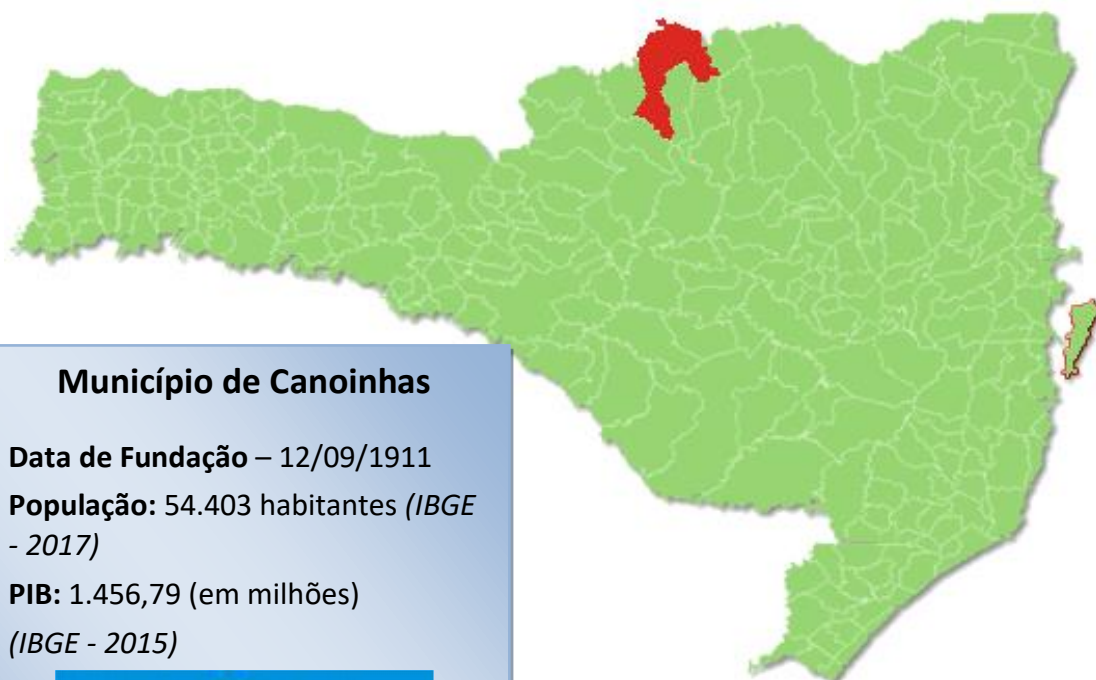 Município de Canoinhas
Data de Fundação – 12/09/1911
População: 54.403 habitantes (IBGE
- 2017)
PIB: 1.456,79 (em milhões)
(IBGE - 2015)